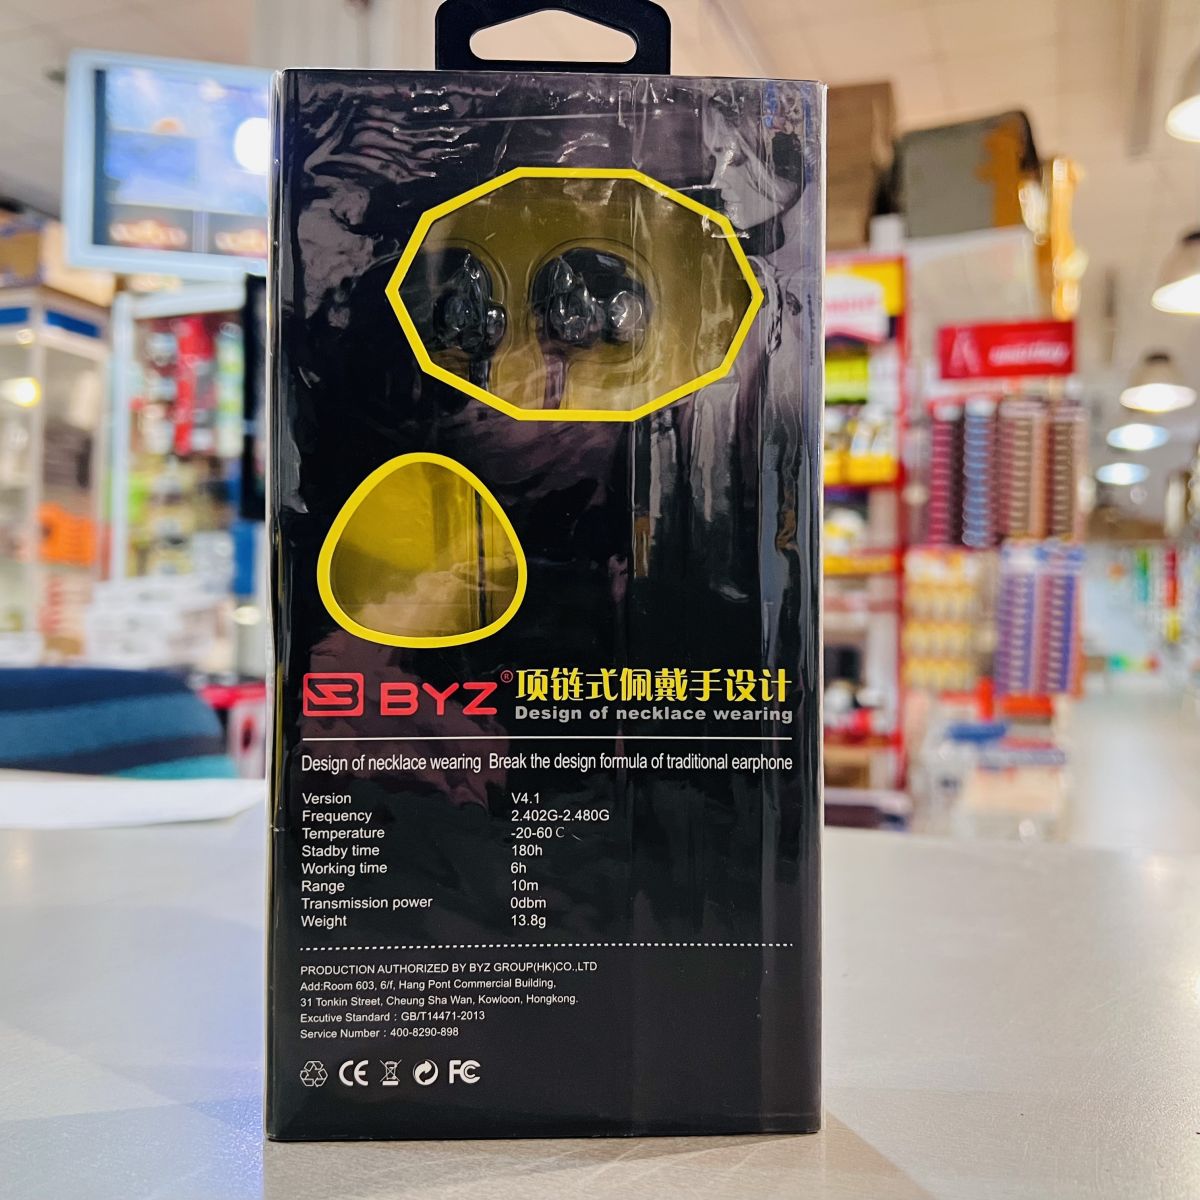 BYZ® 项链式佩戴手设计
Design of necklace wearing
Design of necklace wearing Break the design formula of traditional earphone
Version V4.1
Frequency 2.402G-2.480G
Temperature -20-60 C
Stadby time 180h
Working time 6h
Range 10m
Transmission power 0dbm
Weight 13.8g
PRODUCTION AUTHORIZED BY BYZ GROUP(HK)CO.,LTD
Add:Room 603, 6/f, Hang Pont Commercial Building,
31 Tonkin Street, Cheung Sha Wan, Kowloon, Hongkong.
Excutive Standard : GB/T14471-2013
Service Number : 400-8290-898
CE FC